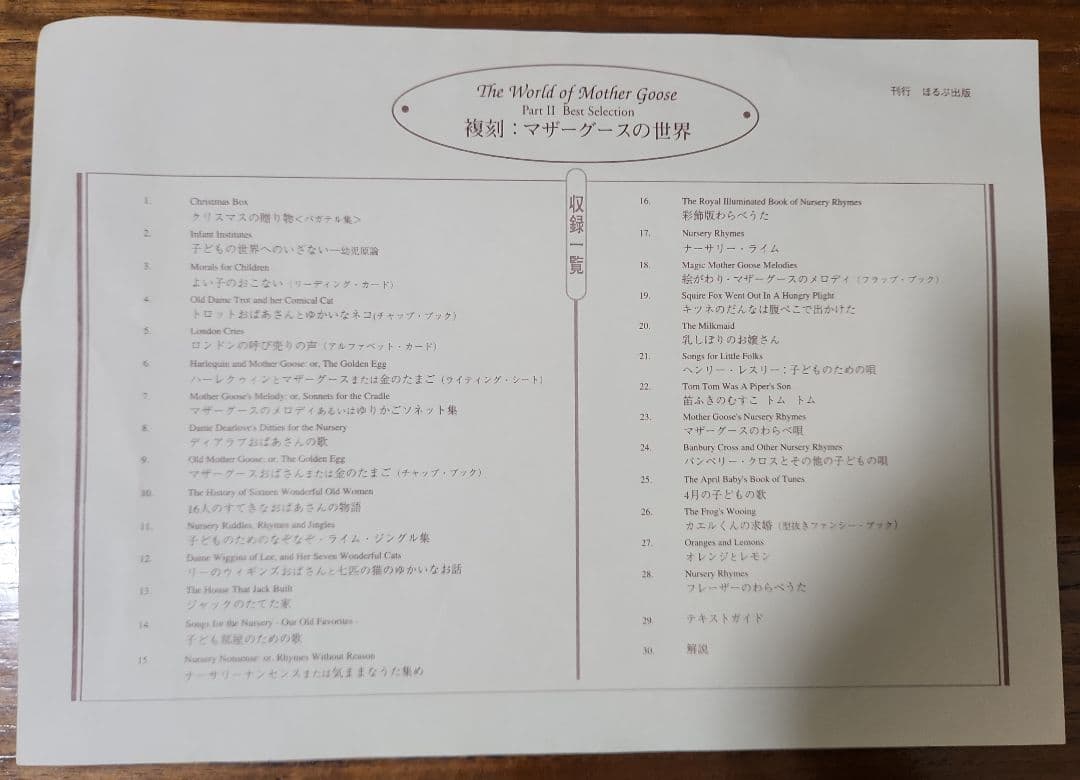 The World of Mother Goose
Part II Best Selection
複刻：マザーグースの世界
刊行 ほるぷ出版
収録一覧
1. Christmas Box
クリスマスの贈り物＜バガテル集＞
2. Infant Institutes
子どもの世界へのいざない―幼児原論
3. Morals for Children
よい子のおこない（リーディング・カード）
4. Old Dame Trot and her Comical Cat
トロットおばあさんとゆかいなネコ(チャップ・ブック)
5. London Cries
ロンドンの呼び売りの声（アルファベット・カード）
6. Harlequin and Mother Goose: or, The Golden Egg
ハーレクゥインとマザーグースまたは金のたまご（ライティング・シート）
7. Mother Goose's Melody: or, Sonnets for the Cradle
マザーグースのメロディあるいはゆりかごソネット集
8. Dame Dearlove's Ditties for the Nursery
ディアラブおばあさんの歌
9. Old Mother Goose: or, The Golden Egg
マザーグースおばさんまたは金のたまご（チャップ・ブック）
10. The History of Sixteen Wonderful Old Women
16人のすてきなおばあさんの物語
11. Nursery Riddles, Rhymes and Jingles
子どものためのなぞなぞ・ライム・ジングル集
12. Dame Wiggins of Lee, and Her Seven Wonderful Cats
リーのウィギンズおばさんと七匹の猫のゆかいなお話
13. The House That Jack Built
ジャックのたてた家
14. Songs for the Nursery - Our Old Favorites -
子ども部屋のための歌
15. Nursery Nonsense: or, Rhymes Without Reason
ナーサリーナンセンスまたは気ままなうた集め
16. The Royal Illuminated Book of Nursery Rhymes
彩飾版わらべうた
17. Nursery Rhymes
ナーサリー・ライム
18. Magic Mother Goose Melodies
絵がわり・マザーグースのメロディ（フラップ・ブック）
19. Squire Fox Went Out In A Hungry Plight
キツネのだんなは腹ぺこで出かけた
20. The Milkmaid
乳しぼりのお嬢さん
21. Songs for Little Folks
ヘンリー・レスリー：子どものための唄
22. Tom Tom Was A Piper's Son
笛ふきのむすこ トム トム
23. Mother Goose's Nursery Rhymes
マザーグースのわらべ唄
24. Banbury Cross and Other Nursery Rhymes
バンベリー・クロスとその他の子どもの唄
25. The April Baby's Book of Tunes
4月の子どもの歌
26. The Frog's Wooing
カエルくんの求婚（型抜きファンシー・ブック）
27. Oranges and Lemons
オレンジとレモン
28. Nursery Rhymes
フレーザーのわらべうた
29. テキストガイド
30. 解説